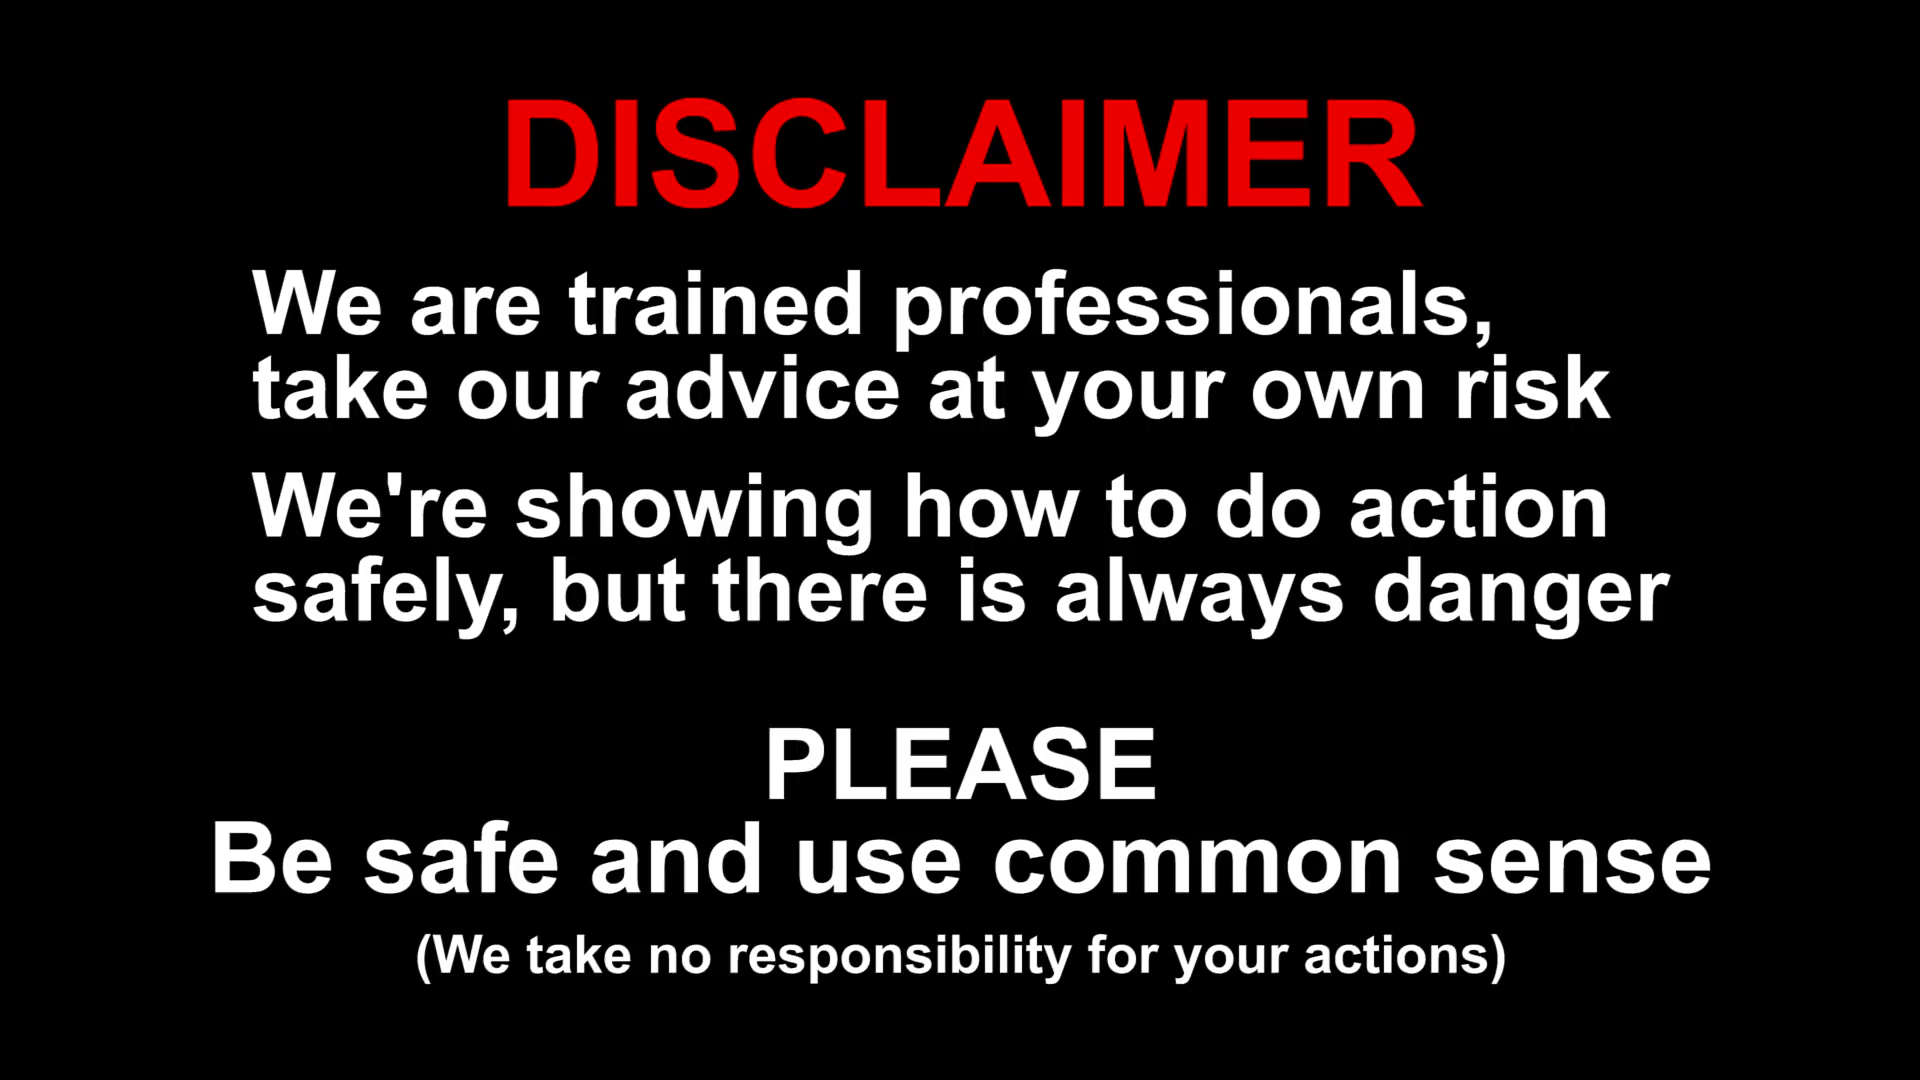 DISCLAIMER
We are trained professionals,
take our advice at your own risk
We're showing how to do action
safely, but there is always danger
PLEASE
Be safe and use common sense
(We take no responsibility for your actions)